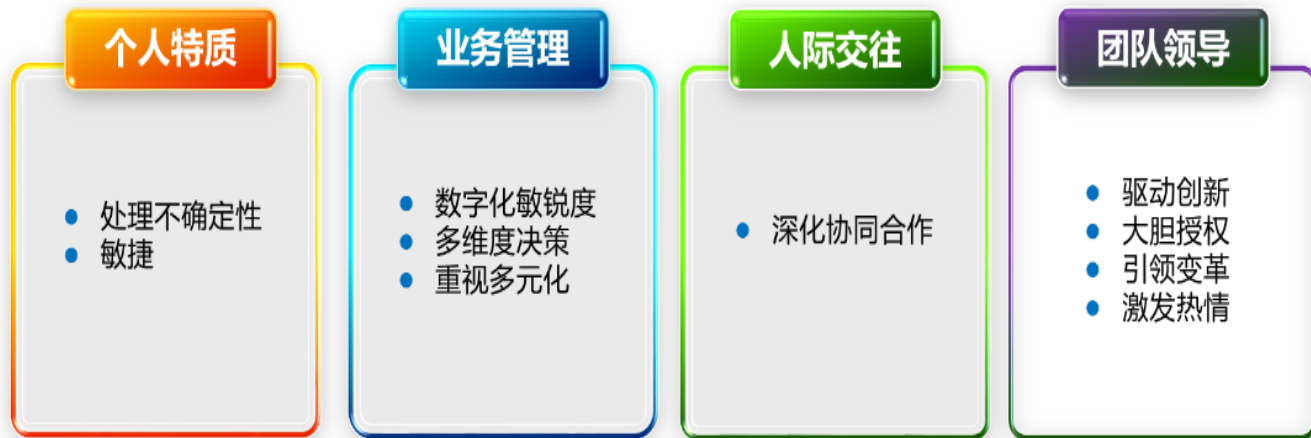 个人特质
处理不确定性
敏捷
业务管理
数字化敏锐度
多维度决策
重视多元化
人际交往
深化协同合作
团队领导
驱动创新
大胆授权
引领变革
激发热情